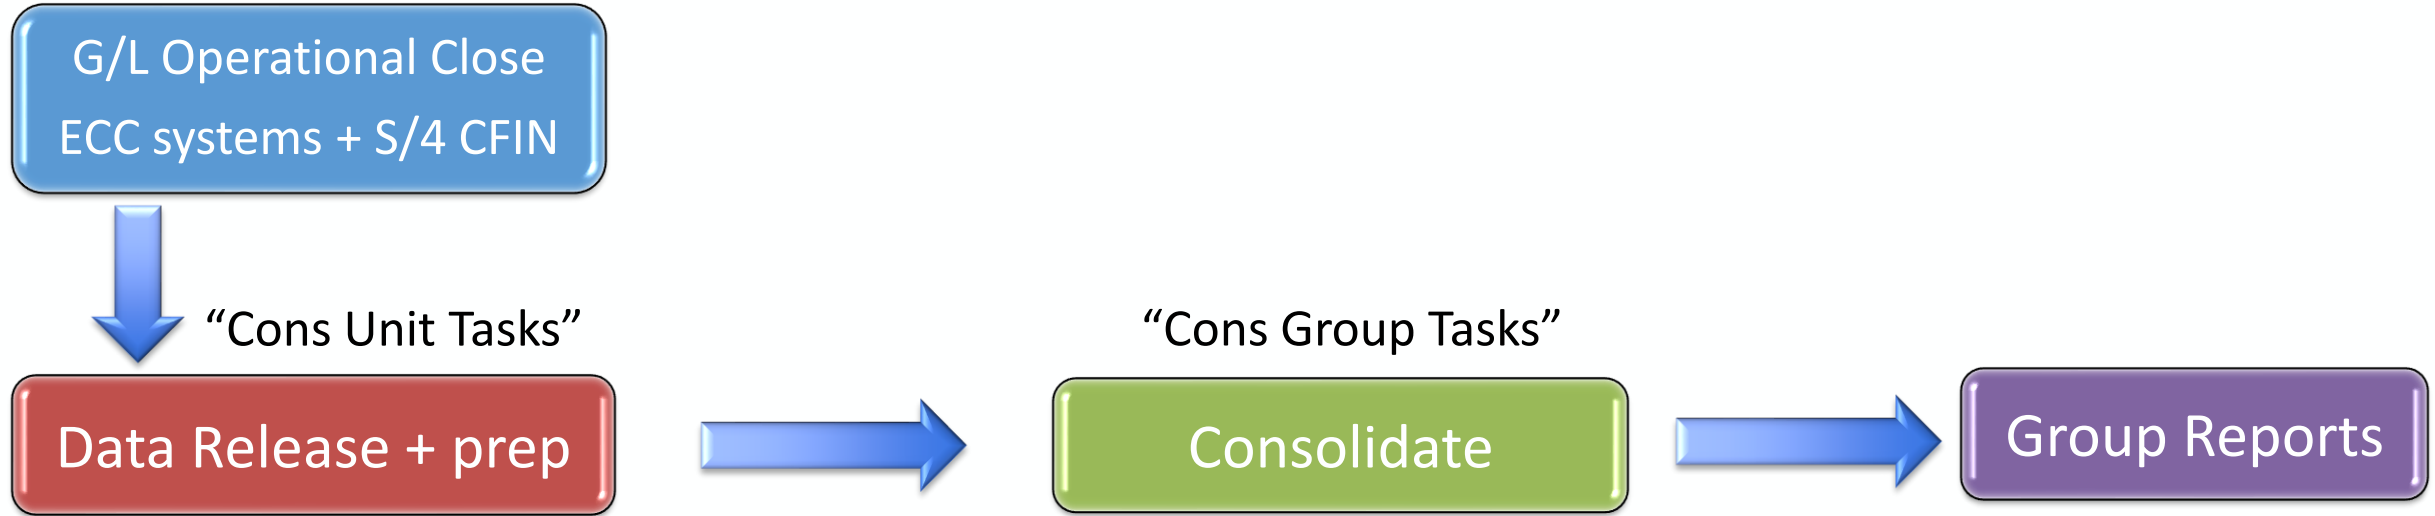 G/L Operational Close
ECC systems + S/4 CFIN
“Cons Unit Tasks”
“Cons Group Tasks”
Data Release + prep
Consolidate
Group Reports